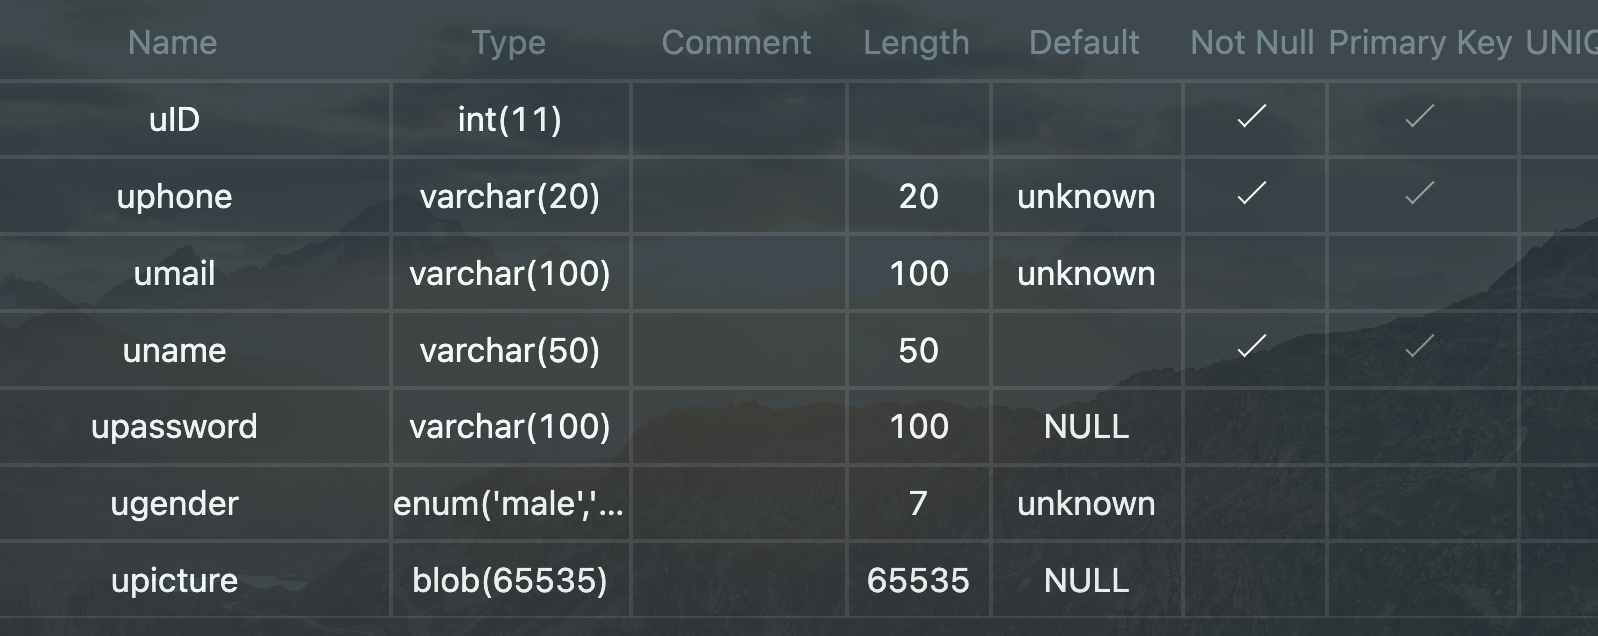 Name Type Comment Length Default Not Null Primary Key UNIQ
uID int(11) ✓ ✓
uphone varchar(20) 20 unknown ✓ ✓
umail varchar(100) 100 unknown
uname varchar(50) 50 ✓ ✓
upassword varchar(100) 100 NULL
ugender enum('male','... 7 unknown
upicture blob(65535) 65535 NULL